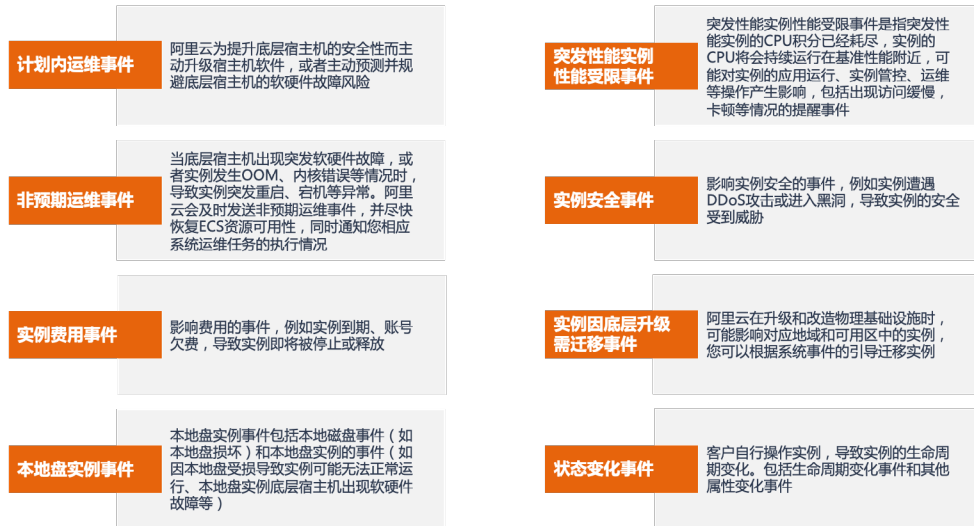 计划内运维事件
阿里云为提升底层宿主机的安全性而主
动升级宿主机软件，或者主动预测并规
避底层宿主机的软硬件故障风险
突发性能实例
性能受限事件
突发性能实例性能受限事件是指突发性
能实例的CPU积分已经耗尽，实例的
CPU将会持续运行在基准性能附近，可
能对实例的应用运行、实例管控、运维
等操作产生影响，包括出现访问缓慢，
卡顿等情况的提醒事件
非预期运维事件
当底层宿主机出现突发软硬件故障，或
者实例发生OOM、内核错误等情况时，
导致实例突发重启、宕机等异常。阿里
云会及时发送非预期运维事件，并尽快
恢复ECS资源可用性，同时通知您相应
系统运维任务的执行情况
实例安全事件
影响实例安全的事件，例如实例遭遇
DDoS攻击或进入黑洞，导致实例的安全
受到威胁
实例费用事件
影响费用的事件，例如实例到期、账号
欠费，导致实例即将被停止或释放
实例因底层升级
需迁移事件
阿里云在升级和改造物理基础设施时，
可能影响对应地域和可用区中的实例，
您可以根据系统事件的引导迁移实例
本地盘实例事件
本地盘实例事件包括本地磁盘事件（如
本地盘损坏）和本地盘实例的事件（如
因本地盘受损导致实例可能无法正常运
行、本地盘实例底层宿主机出现软硬件
故障等）
状态变化事件
客户自行操作实例，导致实例的生命周
期变化。包括生命周期变化事件和其他
属性变化事件